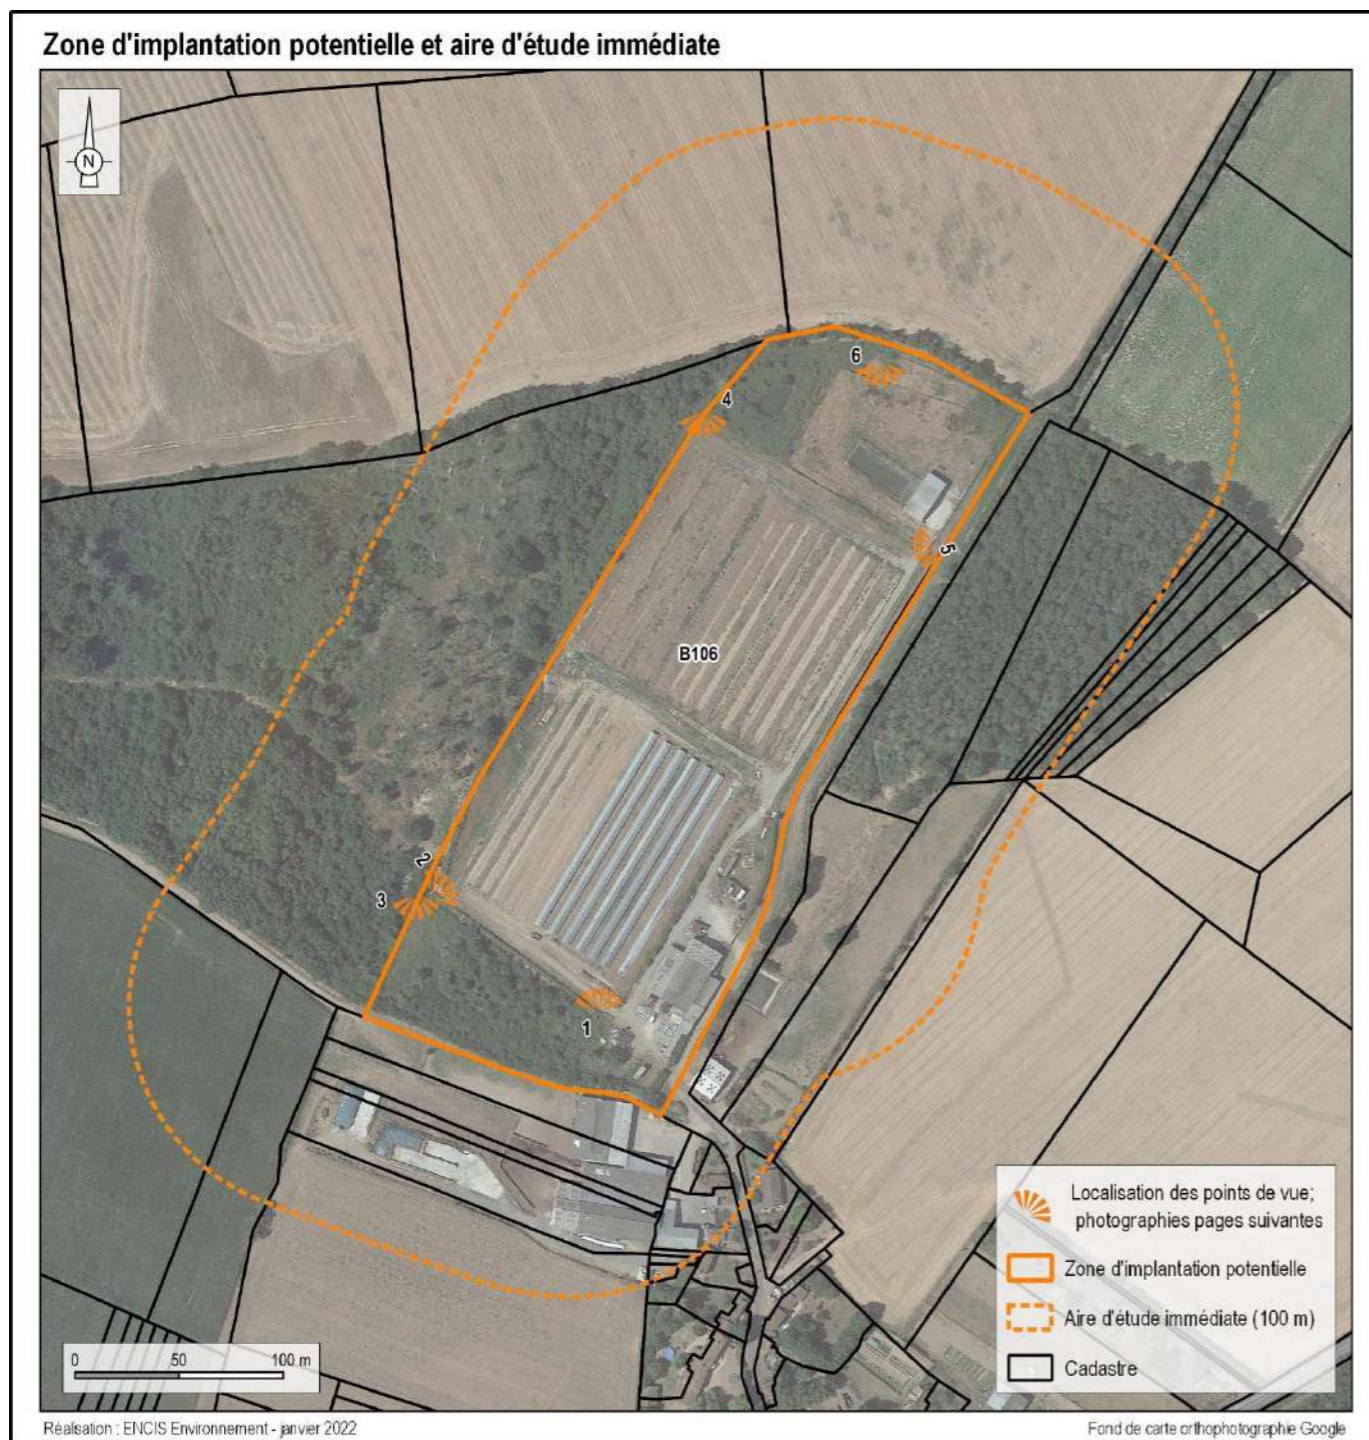 Zone d'implantation potentielle et aire d'étude immédiate
N
6
4
5
B106
2
3
1
Localisation des points de vue;
photographies pages suivantes
Zone d'implantation potentielle
Aire d'étude immédiate (100 m)
Cadastre
0 50 100 m
Réalisation : ENCIS Environnement - janvier 2022
Fond de carte orthophotographie Google